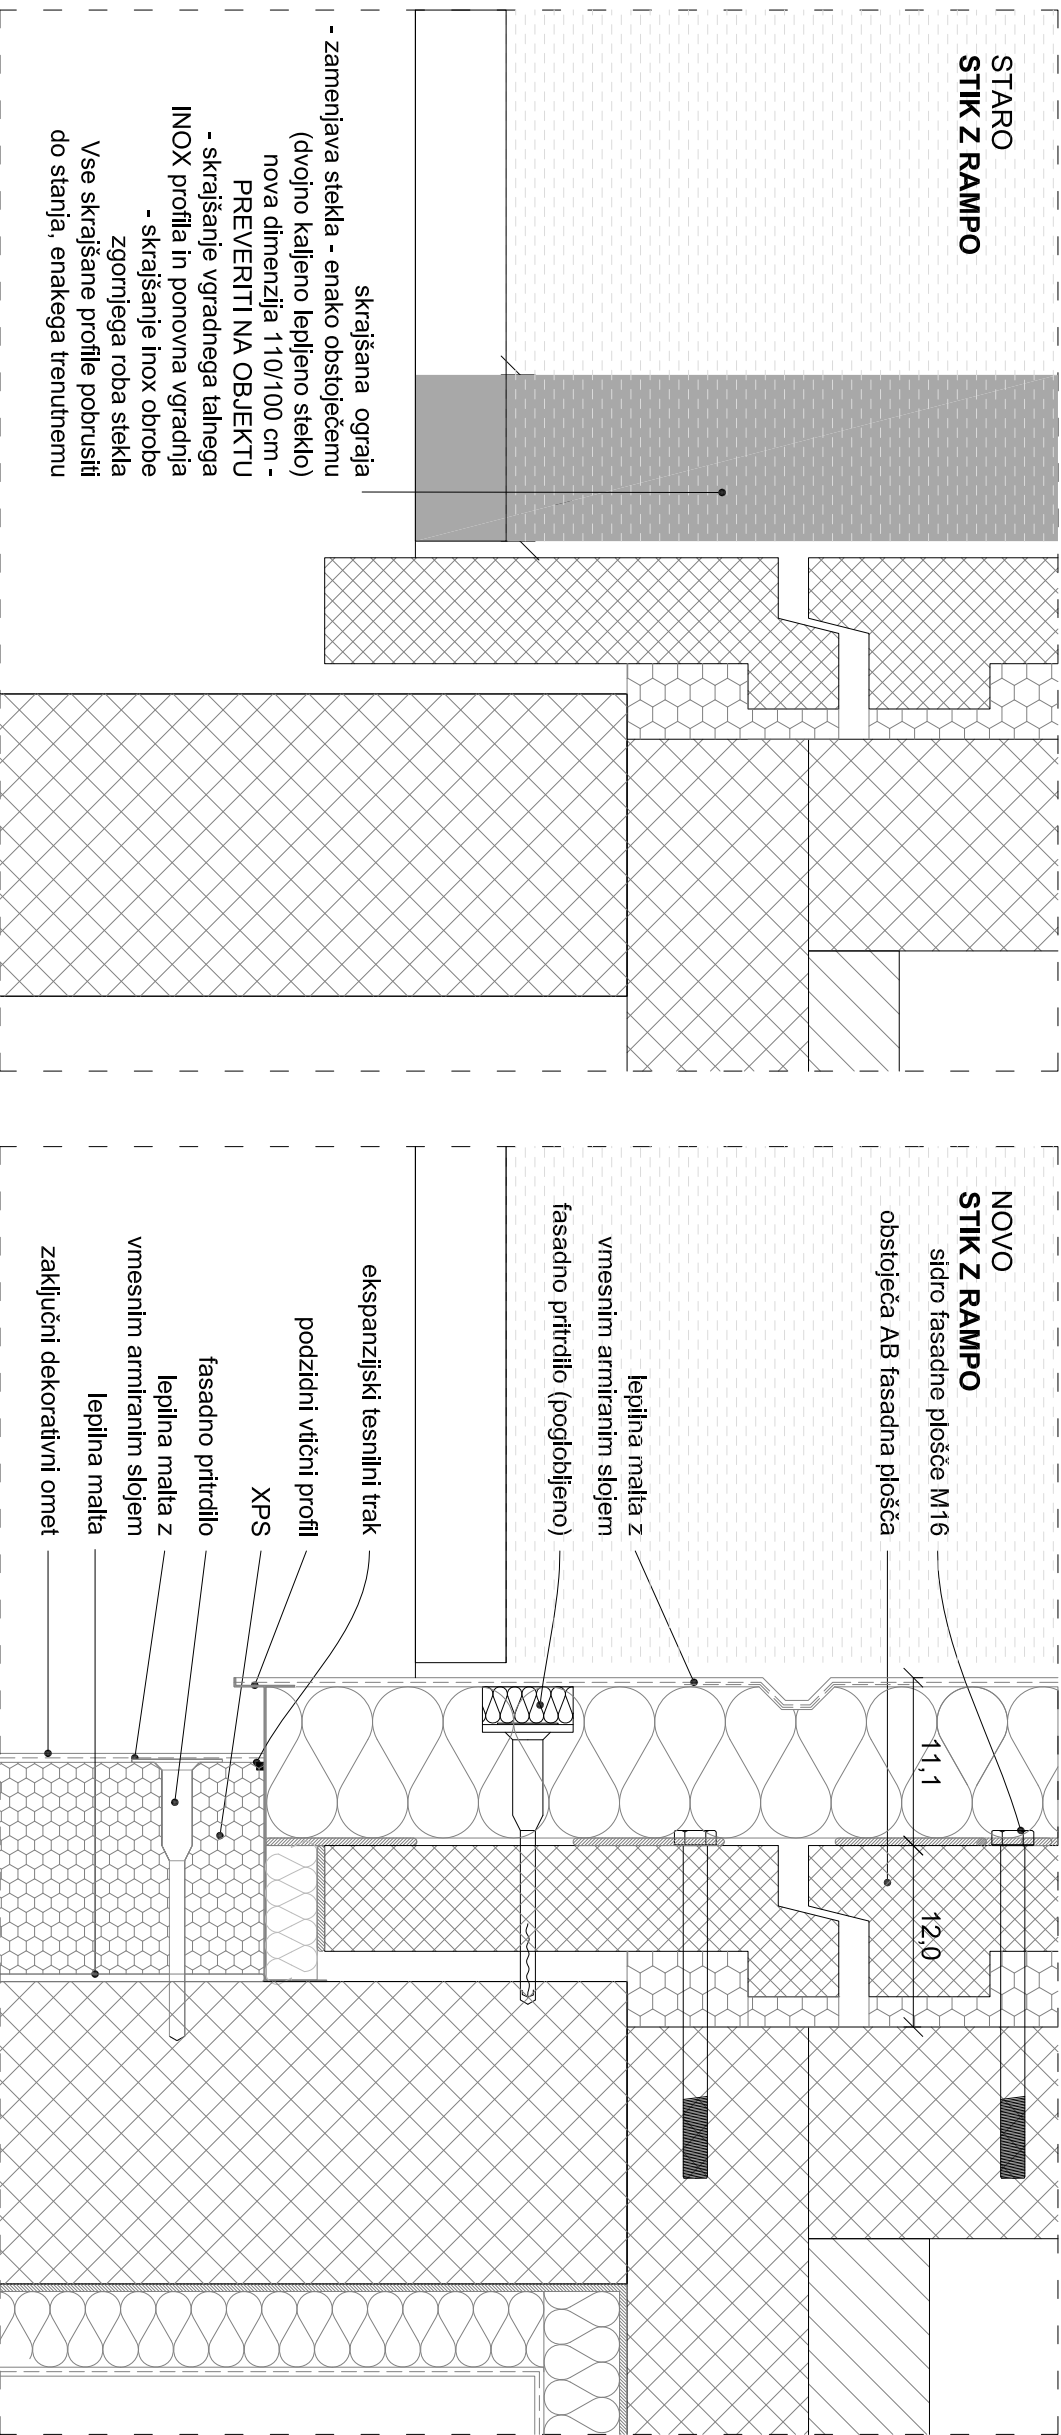 STARO
STIK Z RAMPO
skrajšana ograja
- zamenjava stekla - enako obstoječemu
(dvojno kaljeno lepljeno steklo)
nova dimenzija 110/100 cm -
PREVERITI NA OBJEKTU
- skrajšanje vgradnega talnega
INOX profila in ponovna vgradnja
- skrajšanje inox obrobe
zgornjega roba stekla
Vse skrajšane profile pobrusiti
do stanja, enakega trenutnemu
NOVO
STIK Z RAMPO
sidro fasadne plošče M16
obstoječa AB fasadna plošča
lepilna malta z
vmesnim armiranim slojem
fasadno pritrdilo (poglobljeno)
ekspanzijski tesnilni trak
podzidni vtični profil
XPS
fasadno pritrdilo
lepilna malta z
vmesnim armiranim slojem
lepilna malta
zaključni dekorativni omet
11,1
12,0